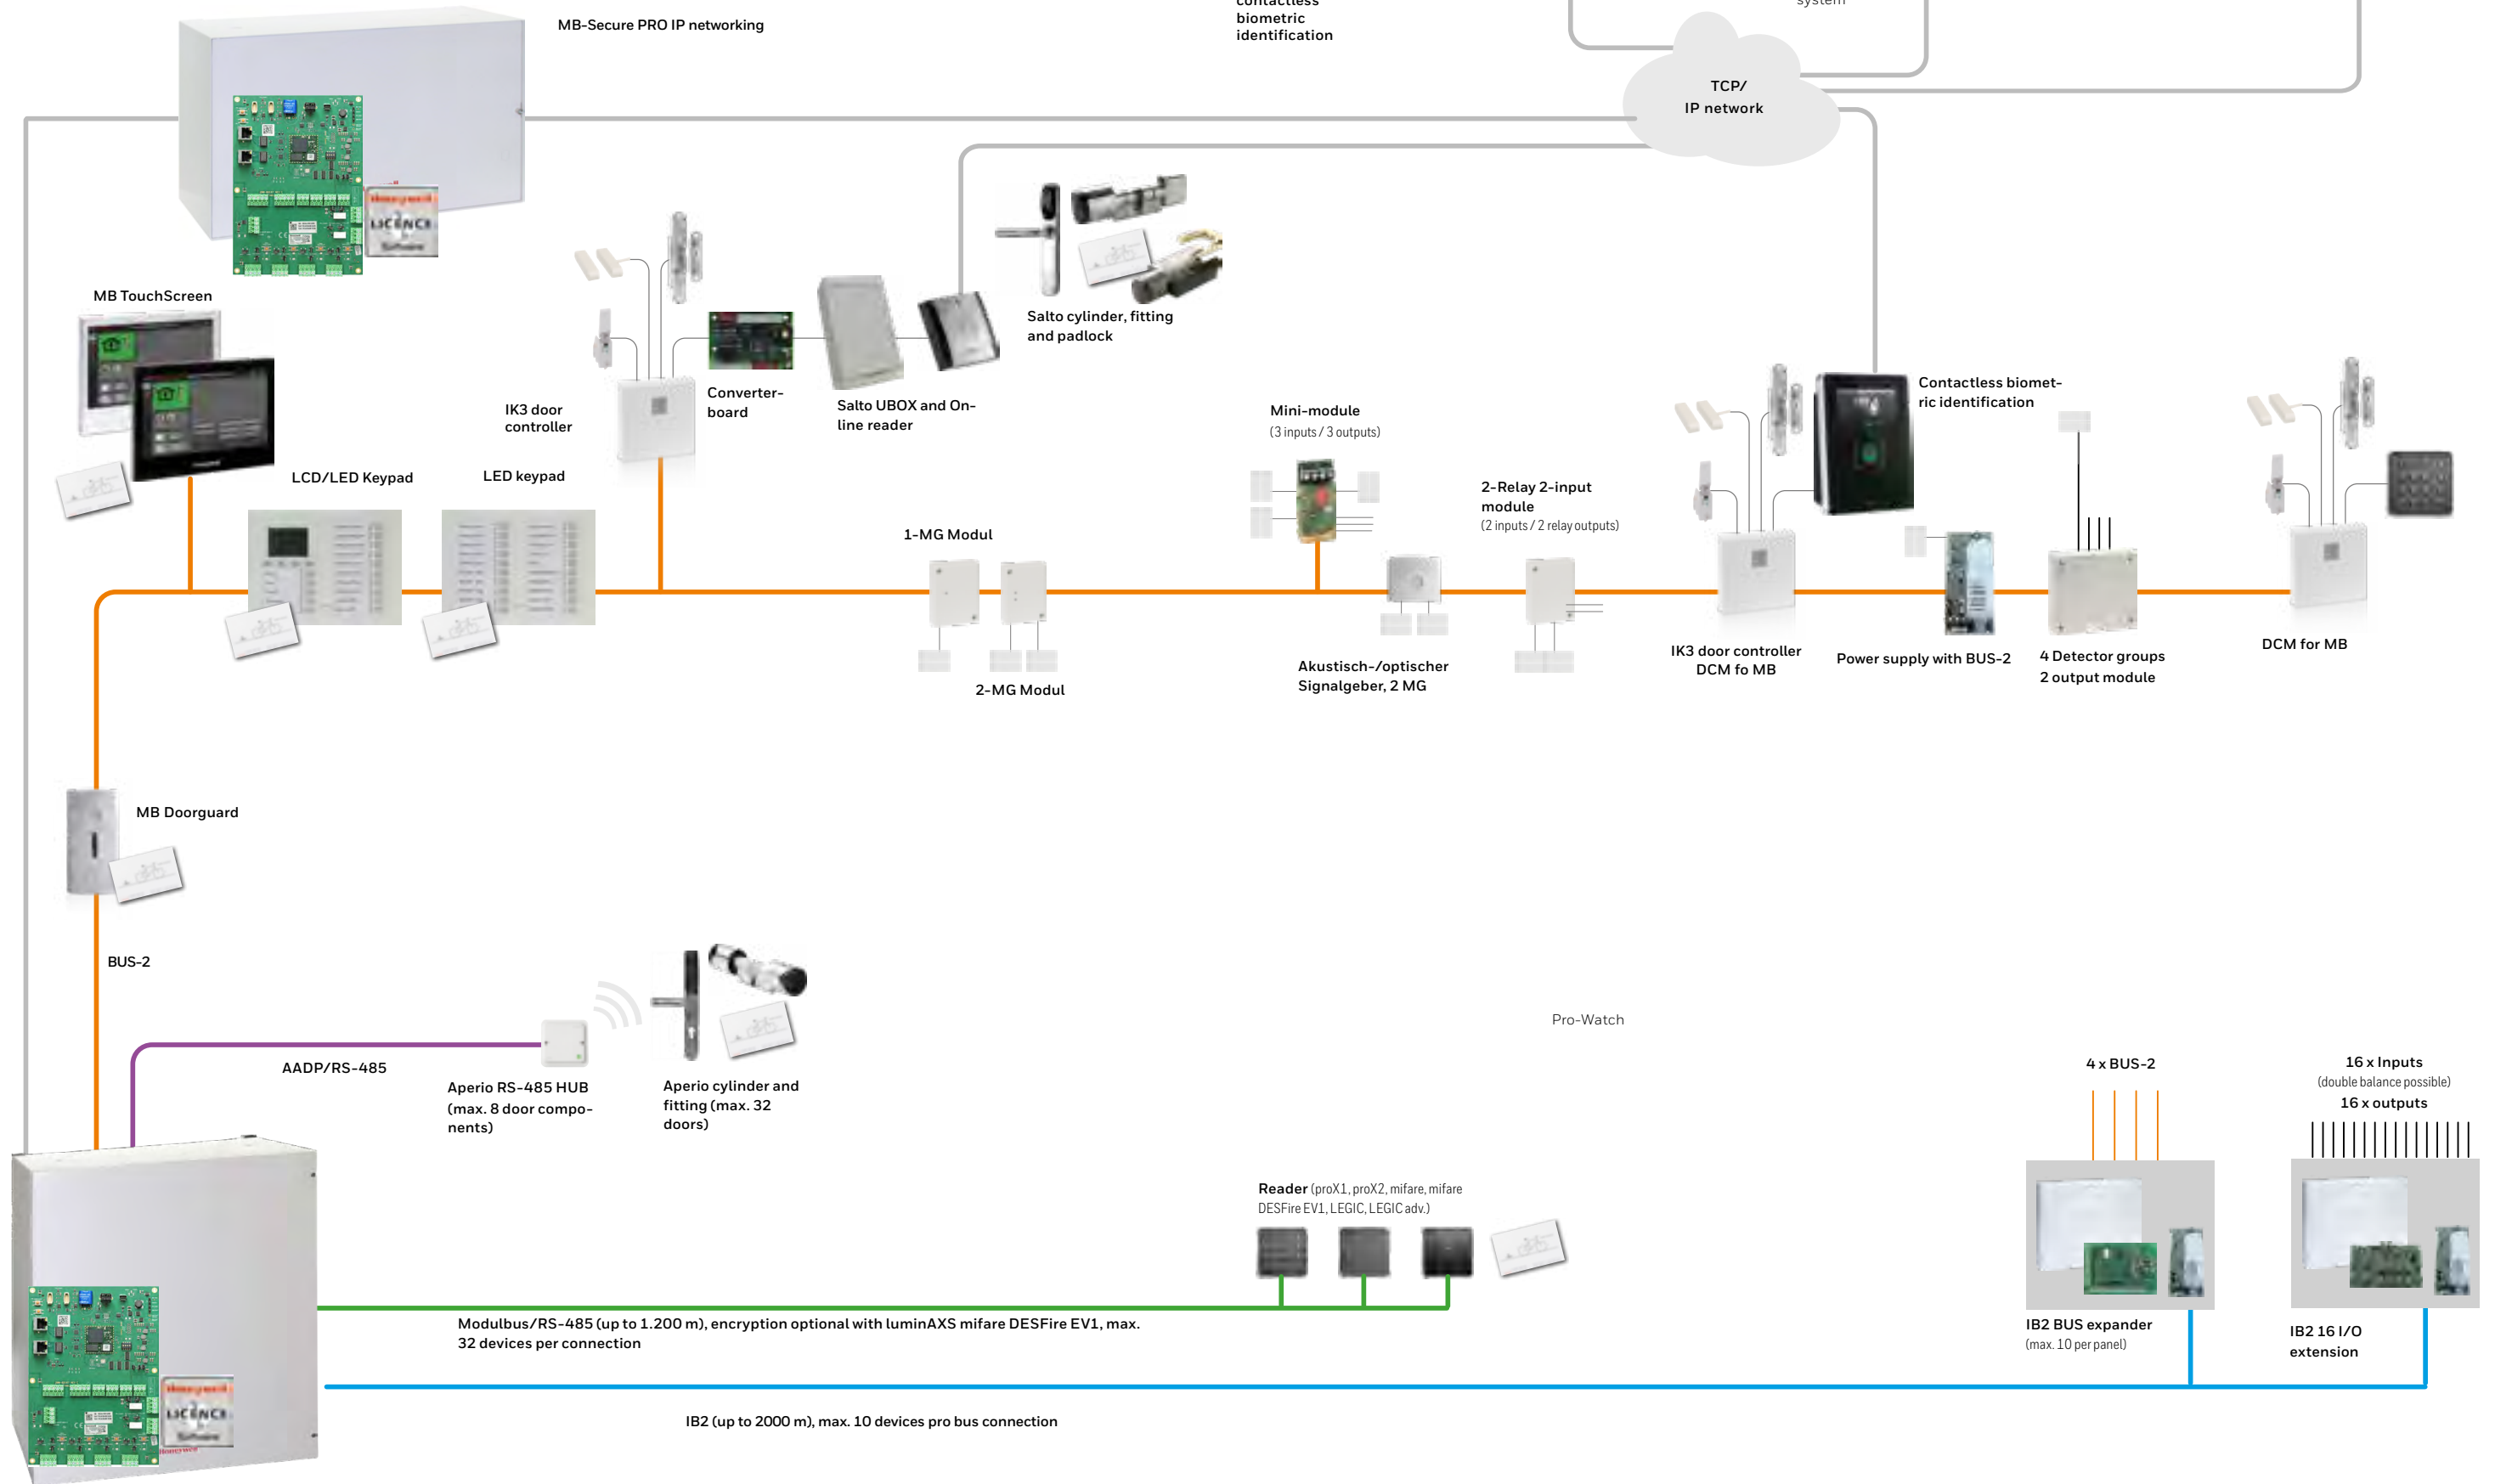 MB-Secure PRO IP networking
contactless
biometric
identification
system
TCP/
IP network
Honeywell
LICENCE
Software
MB TouchScreen
LCD/LED Keypad
LED keypad
IK3 door
controller
Converter-
board
Salto UBOX and On-
line reader
Salto cylinder, fitting
and padlock
1-MG Modul
2-MG Modul
Mini-module
(3 inputs / 3 outputs)
Akustisch-/optischer
Signalgeber, 2 MG
2-Relay 2-input
module
(2 inputs / 2 relay outputs)
Contactless biomet-
ric identification
IK3 door controller
DCM fo MB
Power supply with BUS-2
4 Detector groups
2 output module
DCM for MB
MB Doorguard
BUS-2
AADP/RS-485
Aperio RS-485 HUB
(max. 8 door compo-
nents)
Aperio cylinder and
fitting (max. 32
doors)
Pro-Watch
4 x BUS-2
16 x Inputs
(double balance possible)
16 x outputs
Reader (proX1, proX2, mifare, mifare
DESFire EV1, LEGIC, LEGIC adv.)
Modulbus/RS-485 (up to 1.200 m), encryption optional with luminAXS mifare DESFire EV1, max.
32 devices per connection
IB2 BUS expander
(max. 10 per panel)
IB2 16 I/O
extension
Honeywell
LICENCE
Software
Honeywell
IB2 (up to 2000 m), max. 10 devices pro bus connection